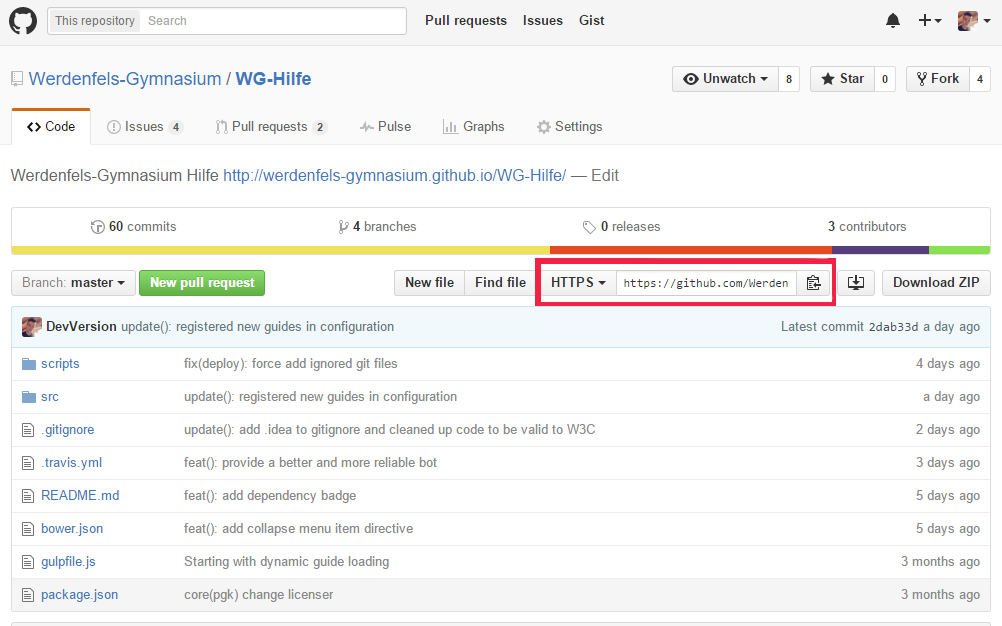 This repository Search Pull requests Issues Gist
Werdenfels-Gymnasium / WG-Hilfe Unwatch 8 Star 0 Fork 4
Code Issues 4 Pull requests 2 Pulse Graphs Settings
Werdenfels-Gymnasium Hilfe http://werdenfels-gymnasium.github.io/WG-Hilfe/ — Edit
60 commits 4 branches 0 releases 3 contributors
Branch: master New pull request New file Find file HTTPS https://github.com/Werden Download ZIP
DevVersion update(): registered new guides in configuration Latest commit 2dab33d a day ago
scripts fix(deploy): force add ignored git files 4 days ago
src update(): registered new guides in configuration a day ago
.gitignore update(): add .idea to gitignore and cleaned up code to be valid to W3C 2 days ago
.travis.yml feat(): provide a better and more reliable bot 3 days ago
README.md feat(): add dependency badge 5 days ago
bower.json feat(): add collapse menu item directive 5 days ago
gulpfile.js Starting with dynamic guide loading 3 months ago
package.json core(pgk) change licenser 3 months ago